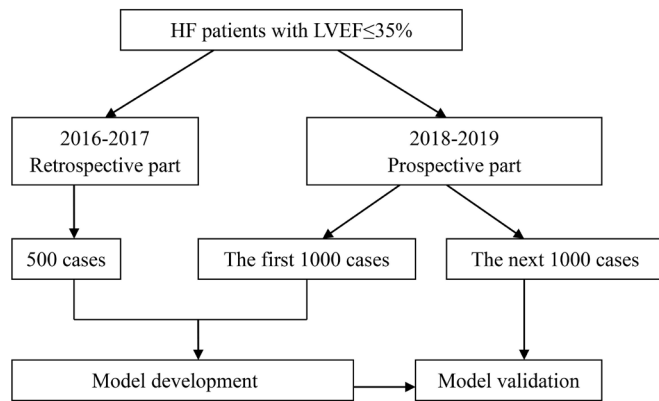 HF patients with LVEF≤35%
2016-2017
Retrospective part
2018-2019
Prospective part
500 cases
The first 1000 cases
The next 1000 cases
Model development
Model validation